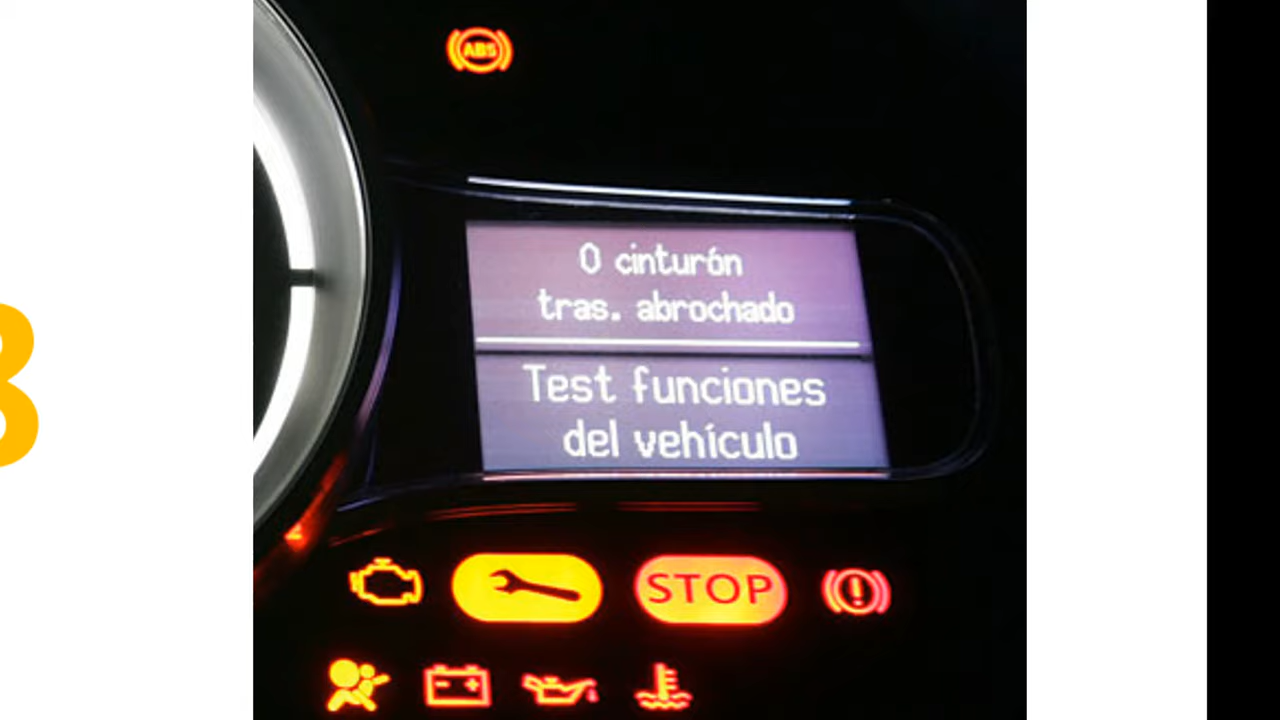 ABS
0 cinturón
tras. abrochado
Test funciones
del vehículo
STOP